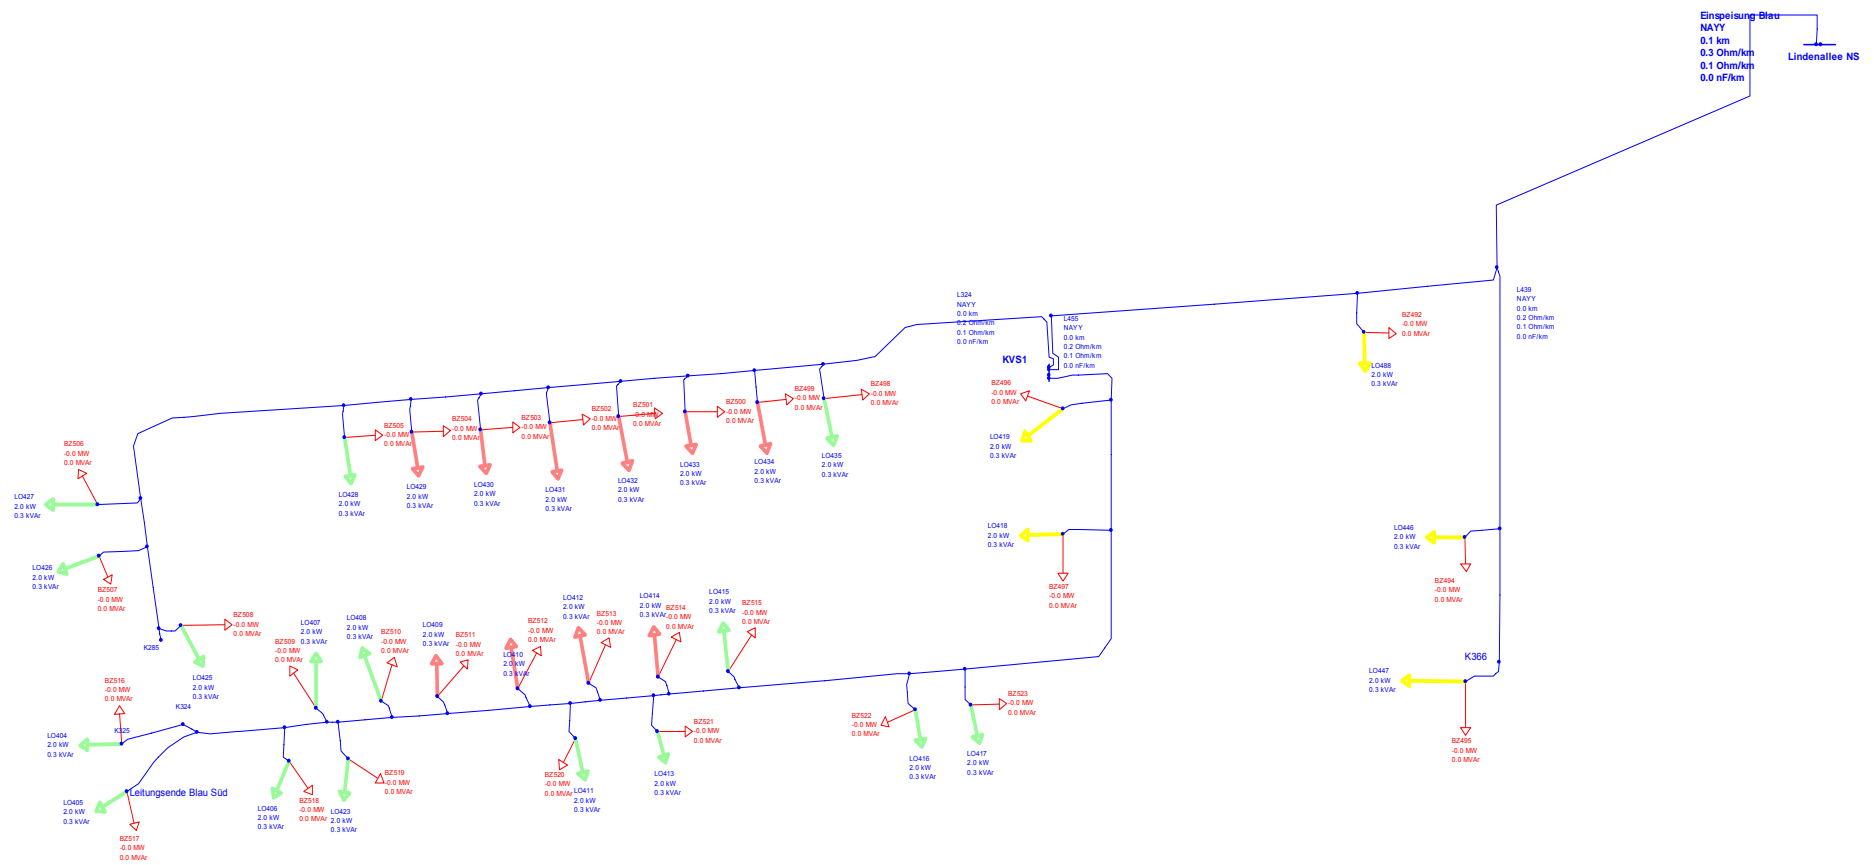 Einspeisung Blau
NAYY
0.1 km
0.3 Ohm/km
0.1 Ohm/km
0.0 nF/km
Lindenallee NS
L324
NAYY
0.0 km
0.2 Ohm/km
0.1 Ohm/km
0.0 nF/km
L455
NAYY
0.0 km
0.2 Ohm/km
0.1 Ohm/km
0.0 nF/km
L439
NAYY
0.0 km
0.2 Ohm/km
0.1 Ohm/km
0.0 nF/km
KVS1
BZ492
-0.0 MW
0.0 MVAr
LO488
2.0 kW
0.3 kVAr
BZ496
-0.0 MW
0.0 MVAr
LO419
2.0 kW
0.3 kVAr
BZ498
-0.0 MW
0.0 MVAr
BZ499
-0.0 MW
0.0 MVAr
BZ500
-0.0 MW
0.0 MVAr
BZ501
-0.0 MW
0.0 MVAr
BZ502
-0.0 MW
0.0 MVAr
BZ503
-0.0 MW
0.0 MVAr
BZ504
-0.0 MW
0.0 MVAr
BZ505
-0.0 MW
0.0 MVAr
BZ506
-0.0 MW
0.0 MVAr
LO427
2.0 kW
0.3 kVAr
LO428
2.0 kW
0.3 kVAr
LO429
2.0 kW
0.3 kVAr
LO430
2.0 kW
0.3 kVAr
LO431
2.0 kW
0.3 kVAr
LO432
2.0 kW
0.3 kVAr
LO433
2.0 kW
0.3 kVAr
LO434
2.0 kW
0.3 kVAr
LO435
2.0 kW
0.3 kVAr
LO418
2.0 kW
0.3 kVAr
BZ497
-0.0 MW
0.0 MVAr
LO446
2.0 kW
0.3 kVAr
BZ494
-0.0 MW
0.0 MVAr
LO426
2.0 kW
0.3 kVAr
BZ507
-0.0 MW
0.0 MVAr
BZ508
-0.0 MW
0.0 MVAr
K285
LO425
2.0 kW
0.3 kVAr
LO407
2.0 kW
0.3 kVAr
BZ509
-0.0 MW
0.0 MVAr
LO408
2.0 kW
0.3 kVAr
BZ510
-0.0 MW
0.0 MVAr
LO409
2.0 kW
0.3 kVAr
BZ511
-0.0 MW
0.0 MVAr
LO410
2.0 kW
0.3 kVAr
BZ512
-0.0 MW
0.0 MVAr
LO412
2.0 kW
0.3 kVAr
BZ513
-0.0 MW
0.0 MVAr
LO414
2.0 kW
0.3 kVAr
BZ514
-0.0 MW
0.0 MVAr
LO415
2.0 kW
0.3 kVAr
BZ515
-0.0 MW
0.0 MVAr
K366
LO447
2.0 kW
0.3 kVAr
BZ495
-0.0 MW
0.0 MVAr
BZ516
-0.0 MW
0.0 MVAr
K324
K325
LO404
2.0 kW
0.3 kVAr
Leitungsende Blau Süd
LO405
2.0 kW
0.3 kVAr
BZ517
-0.0 MW
0.0 MVAr
LO406
2.0 kW
0.3 kVAr
BZ518
-0.0 MW
0.0 MVAr
LO423
2.0 kW
0.3 kVAr
BZ519
-0.0 MW
0.0 MVAr
BZ520
-0.0 MW
0.0 MVAr
LO411
2.0 kW
0.3 kVAr
BZ521
-0.0 MW
0.0 MVAr
LO413
2.0 kW
0.3 kVAr
BZ522
-0.0 MW
0.0 MVAr
LO416
2.0 kW
0.3 kVAr
BZ523
-0.0 MW
0.0 MVAr
LO417
2.0 kW
0.3 kVAr